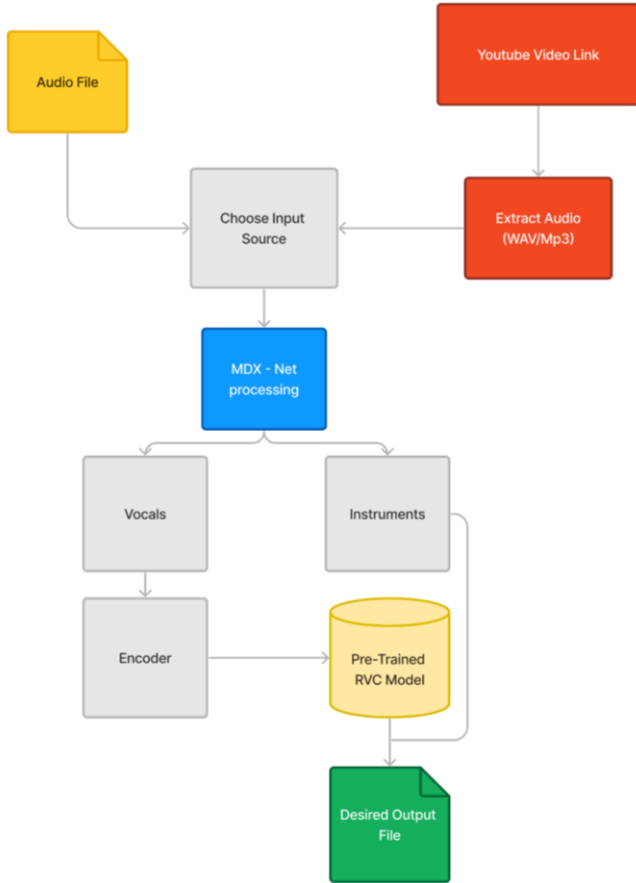 Audio File
Youtube Video Link
Choose Input
Source
Extract Audio
(WAV/Mp3)
MDX - Net
processing
Vocals
Instruments
Encoder
Pre-Trained
RVC Model
Desired Output
File